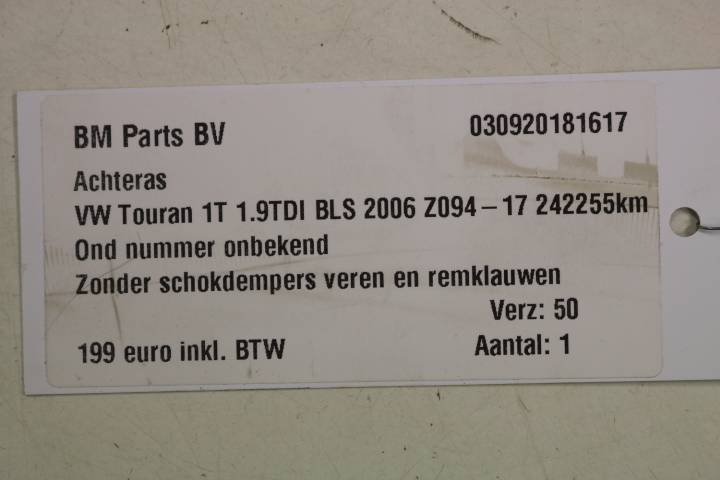 BM Parts BV 030920181617
Achteras
VW Touran 1T 1.9TDI BLS 2006 Z094-17 242255km
Ond nummer onbekend
Zonder schokdempers veren en remklauwen
Verz: 50
199 euro inkl. BTW Aantal: 1